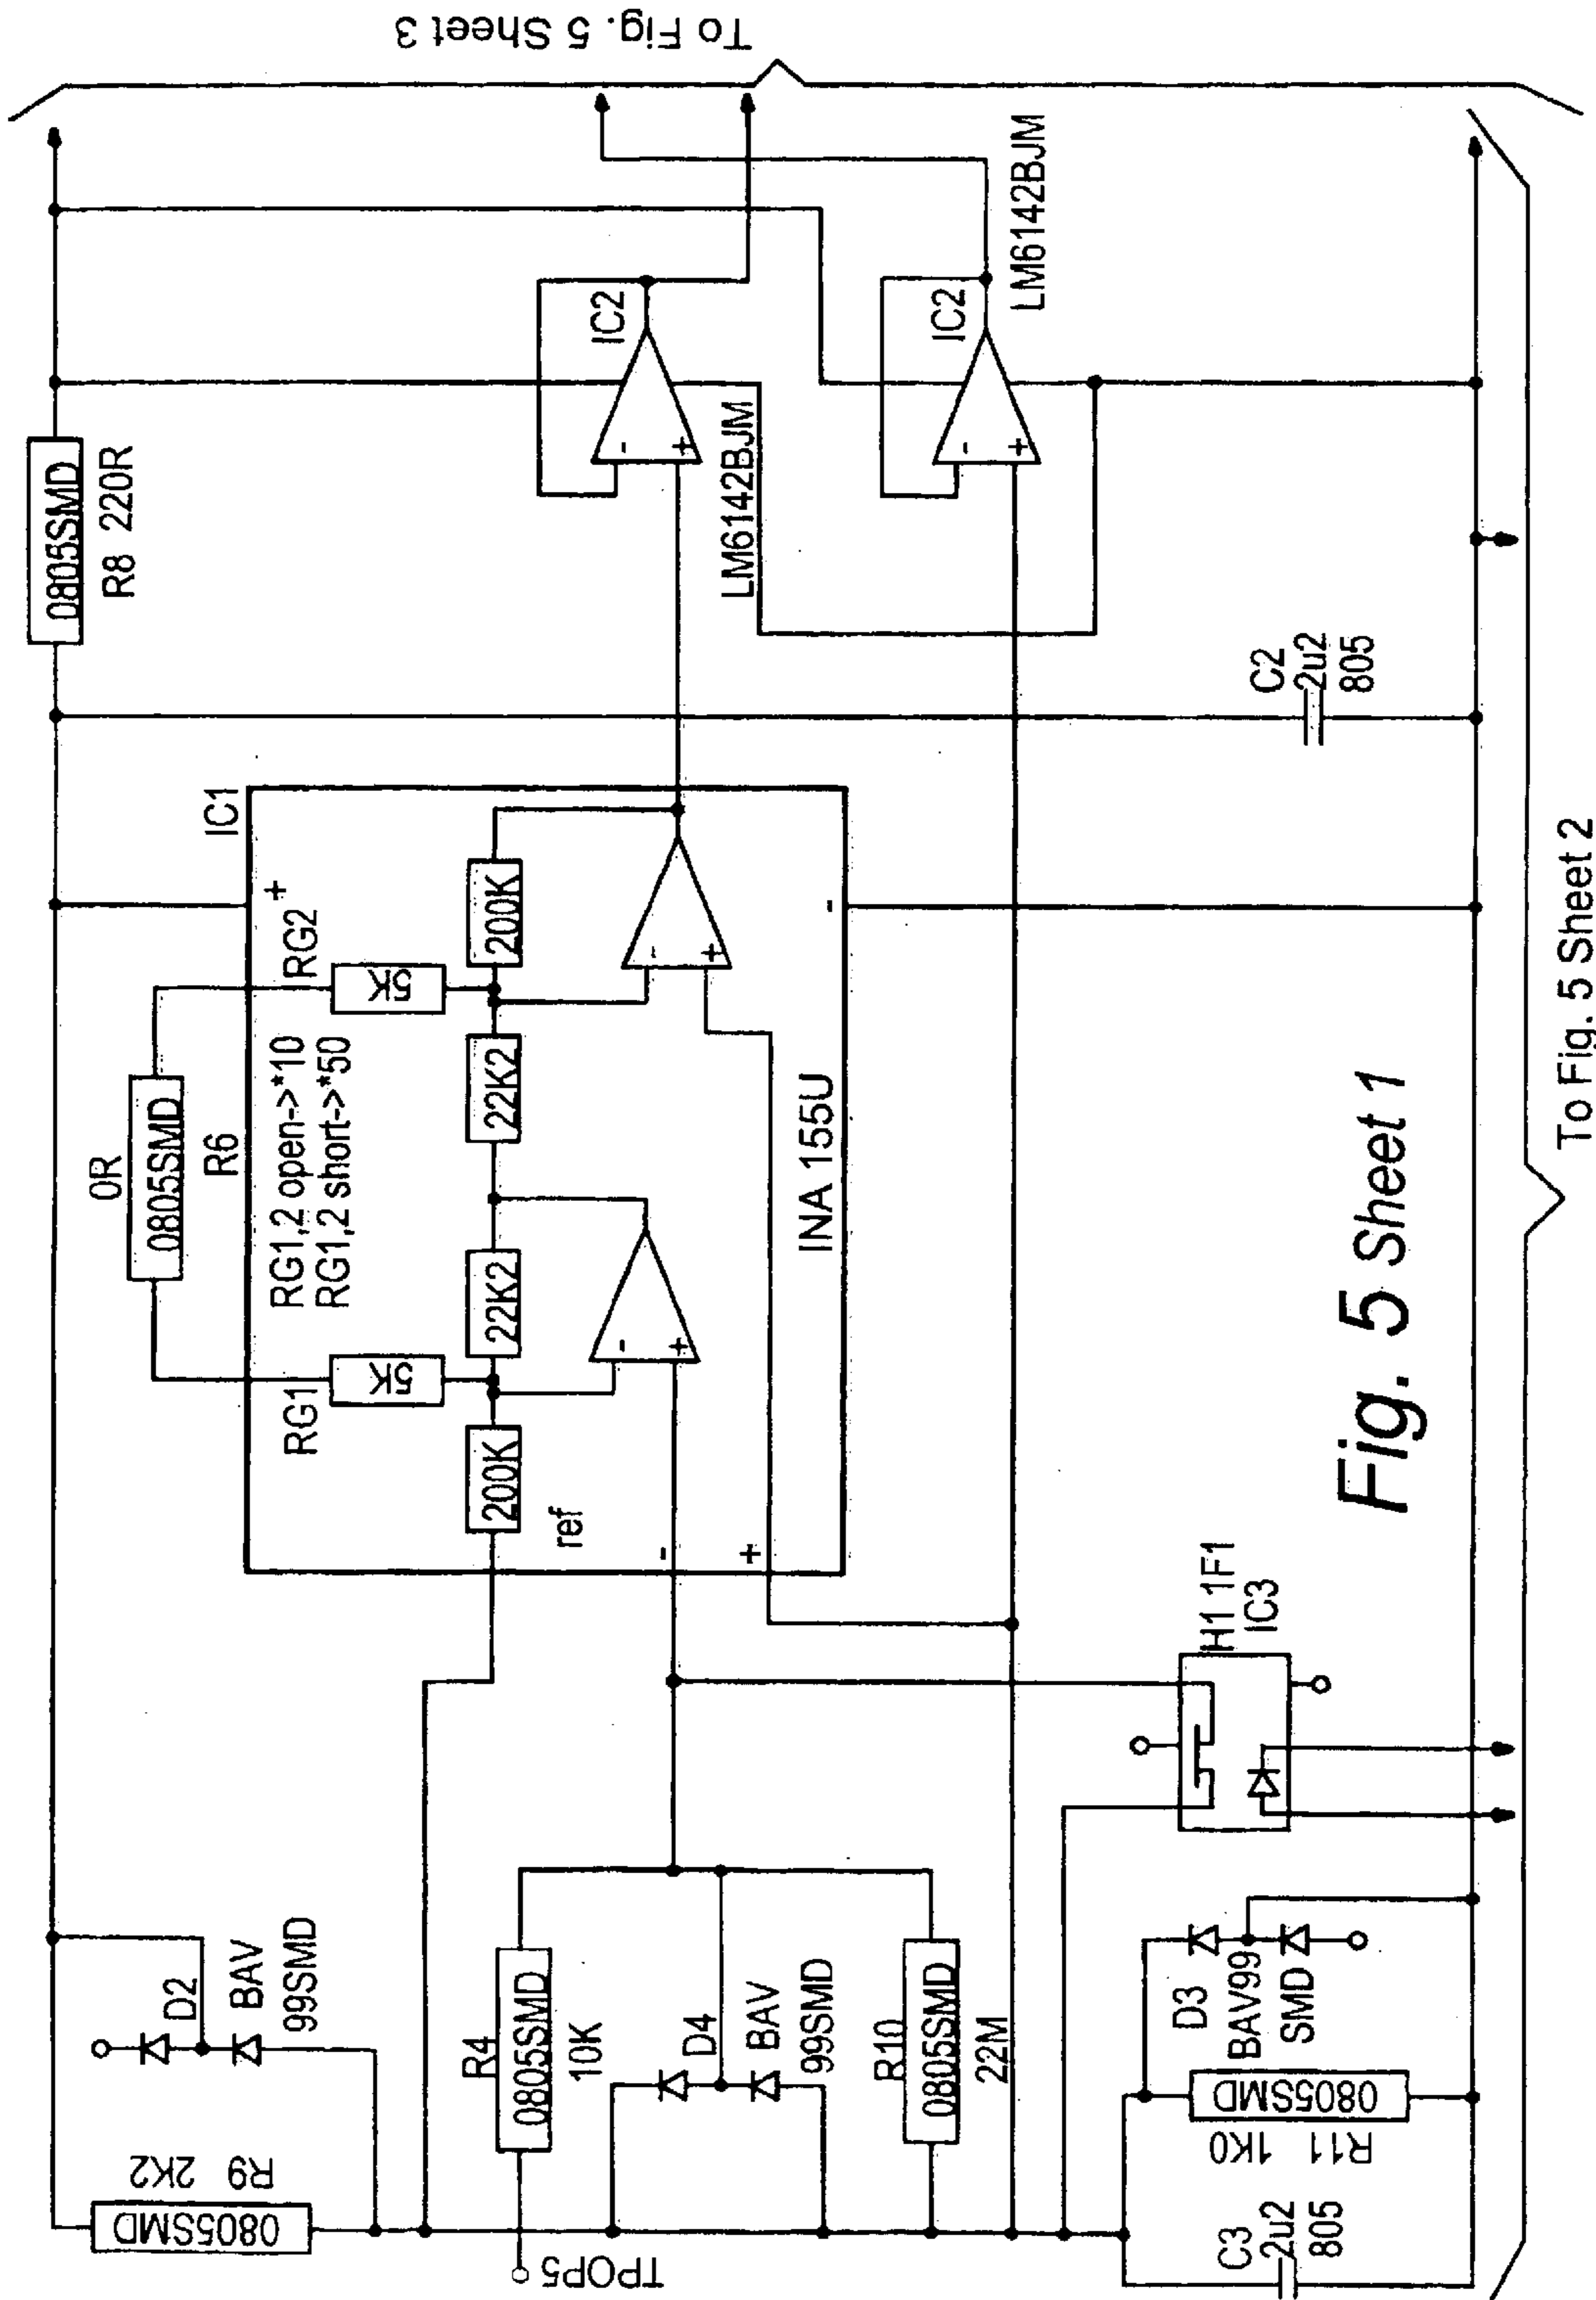 To Fig. 5 Sheet 3
0805SMD
R8 220R
IC2
LM6142BJM
IC2
LM6142BJM
C2
2u2
805
IC1
+
RG2
5K
200K
0R
0805SMD
R6
RG1,2 open->*10
RG1,2 short->*50
22K2
22K2
INA 155U
RG1
5K
200K
ref
-
+
-
H1 1F1
IC3
D2
BAV
99SMD
R4
0805SMD
10K
D4
BAV
99SMD
R10
0805SMD
22M
D3
BAV99
SMD
R9 2K2
0805SMD
TPOP5
R11 1K0
0805SMD
C3
2u2
805
Fig. 5 Sheet 1
To Fig. 5 Sheet 2